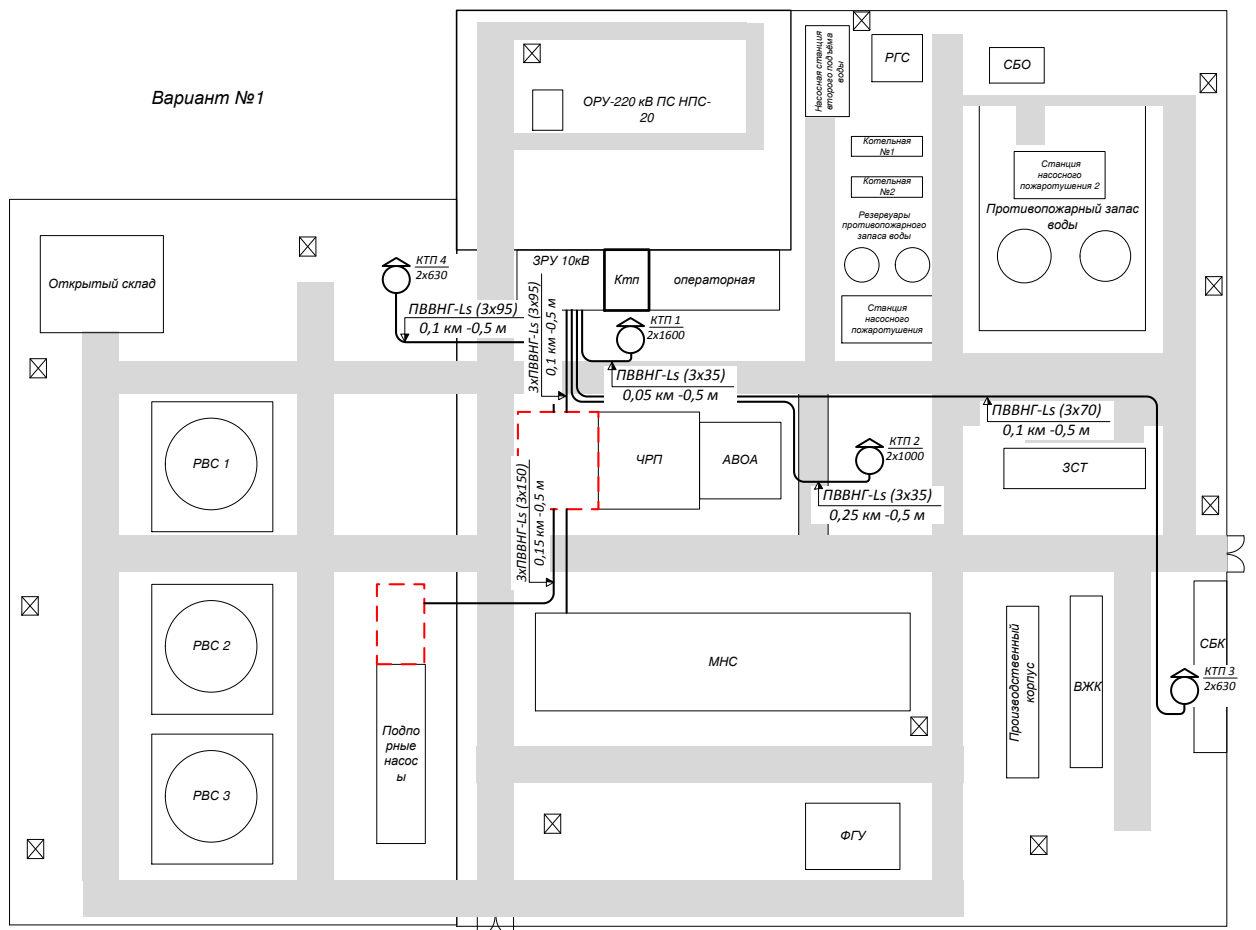 Вариант №1
ОРУ-220 кВ ПС НПС-
20
Насосная станция
второго подъёма
воды
РГС
СБО
Котельная
№1
Котельная
№2
Станция
насосного
пожаротушения 2
Противопожарный запас
воды
Резервуары
противопожарного
запаса воды
Станция
насосного
пожаротушения
Открытый склад
КТП 4
2х630
ЗРУ 10кВ
Ктп
операторная
ПВВНГ-Ls (3х95)
0,1 км -0,5 м
3хПВВНГ-Ls (3х95)
0,1 км -0,5 м
КТП 1
2х1600
ПВВНГ-Ls (3х35)
0,05 км -0,5 м
ПВВНГ-Ls (3х70)
0,1 км -0,5 м
РВС 1
ЧРП
АВОА
КТП 2
2х1000
ЗСТ
ПВВНГ-Ls (3х35)
0,25 км -0,5 м
3хПВВНГ-Ls (3х150)
0,15 км -0,5 м
РВС 2
МНС
Производственный
корпус
ВЖК
СБК
КТП 3
2х630
Подпо
рные
насос
ы
РВС 3
ФГУ